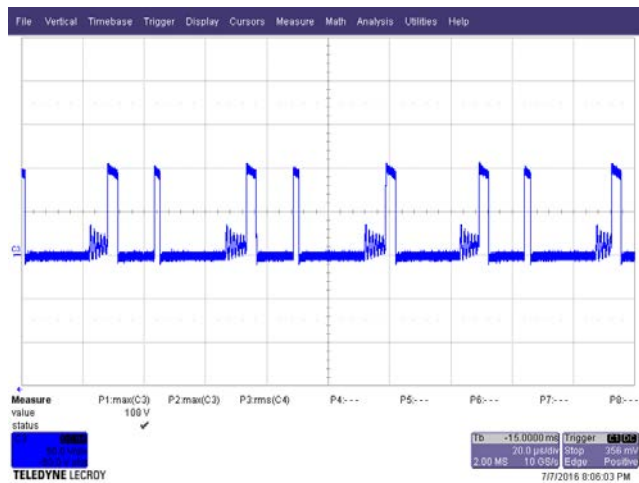 File Vertical Timebase Trigger Display Cursors Measure Math Analysis Utilities Help
C3
Measure P1:max(C3) P2:max(C3) P3:rms(C4) P4:--- P5:--- P6:--- P7:--- P8:---
value 108 V
status ✓
Tb -15.0000 ms Trigger C1 DC
20.0 µs/div Stop 356 mV
2.00 MS 10 GS/s Edge Positive
TELEDYNE LECROY 7/7/2016 8:06:03 PM